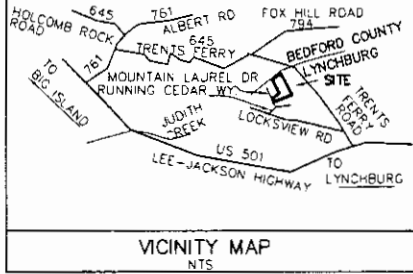 645
761
HOLCOMB ROCK
ROAD
ALBERT RD
FOX HILL ROAD
794
645
TRENTS FERRY
761
BEDFORD COUNTY
LYNCHBURG
MOUNTAIN LAUREL DR
RUNNING CEDAR WY
SITE
TO
BIG ISLAND
JUDITH
CREEK
LOCKSVIEW RD
TRENTS
FERRY
ROAD
US 501
LEE-JACKSON HIGHWAY
TO
LYNCHBURG
VICINITY MAP
NTS